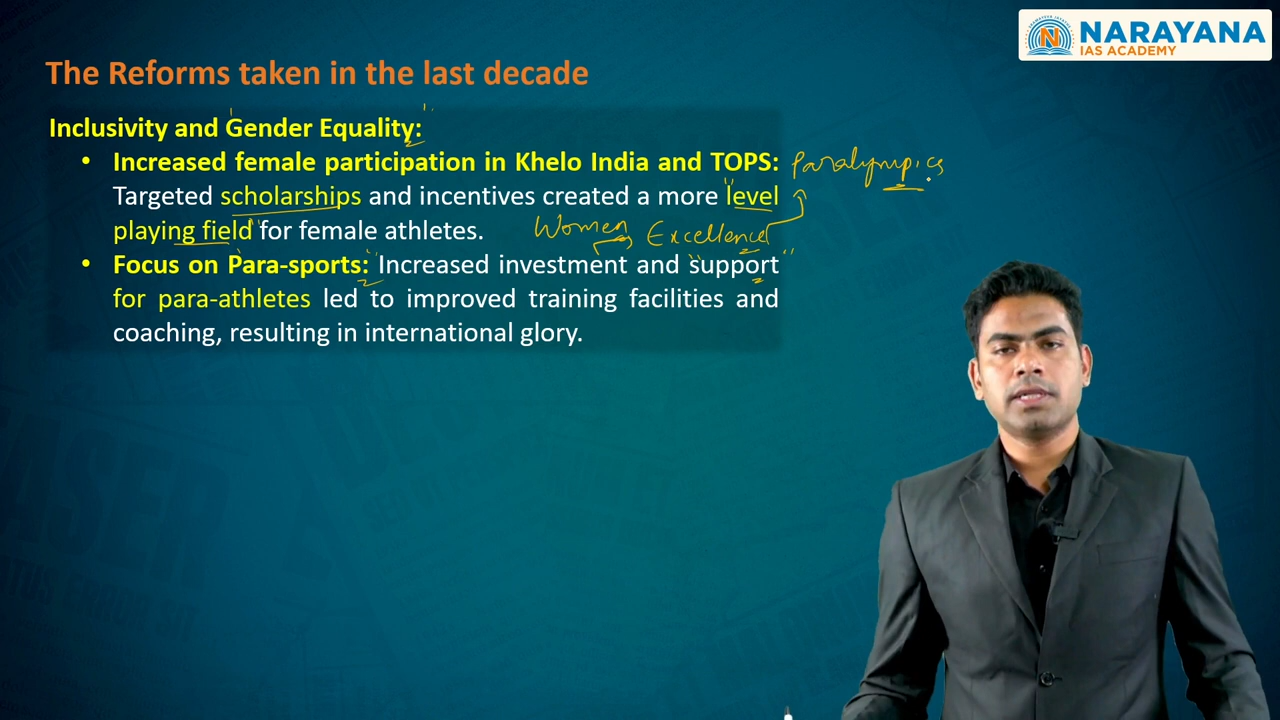 NARAYANA
IAS ACADEMY
The Reforms taken in the last decade
Inclusivity and Gender Equality:
• Increased female participation in Khelo India and TOPS: Paralympics
Targeted scholarships and incentives created a more level
playing field for female athletes. Women Excellence
• Focus on Para-sports: Increased investment and support
for para-athletes led to improved training facilities and
coaching, resulting in international glory.